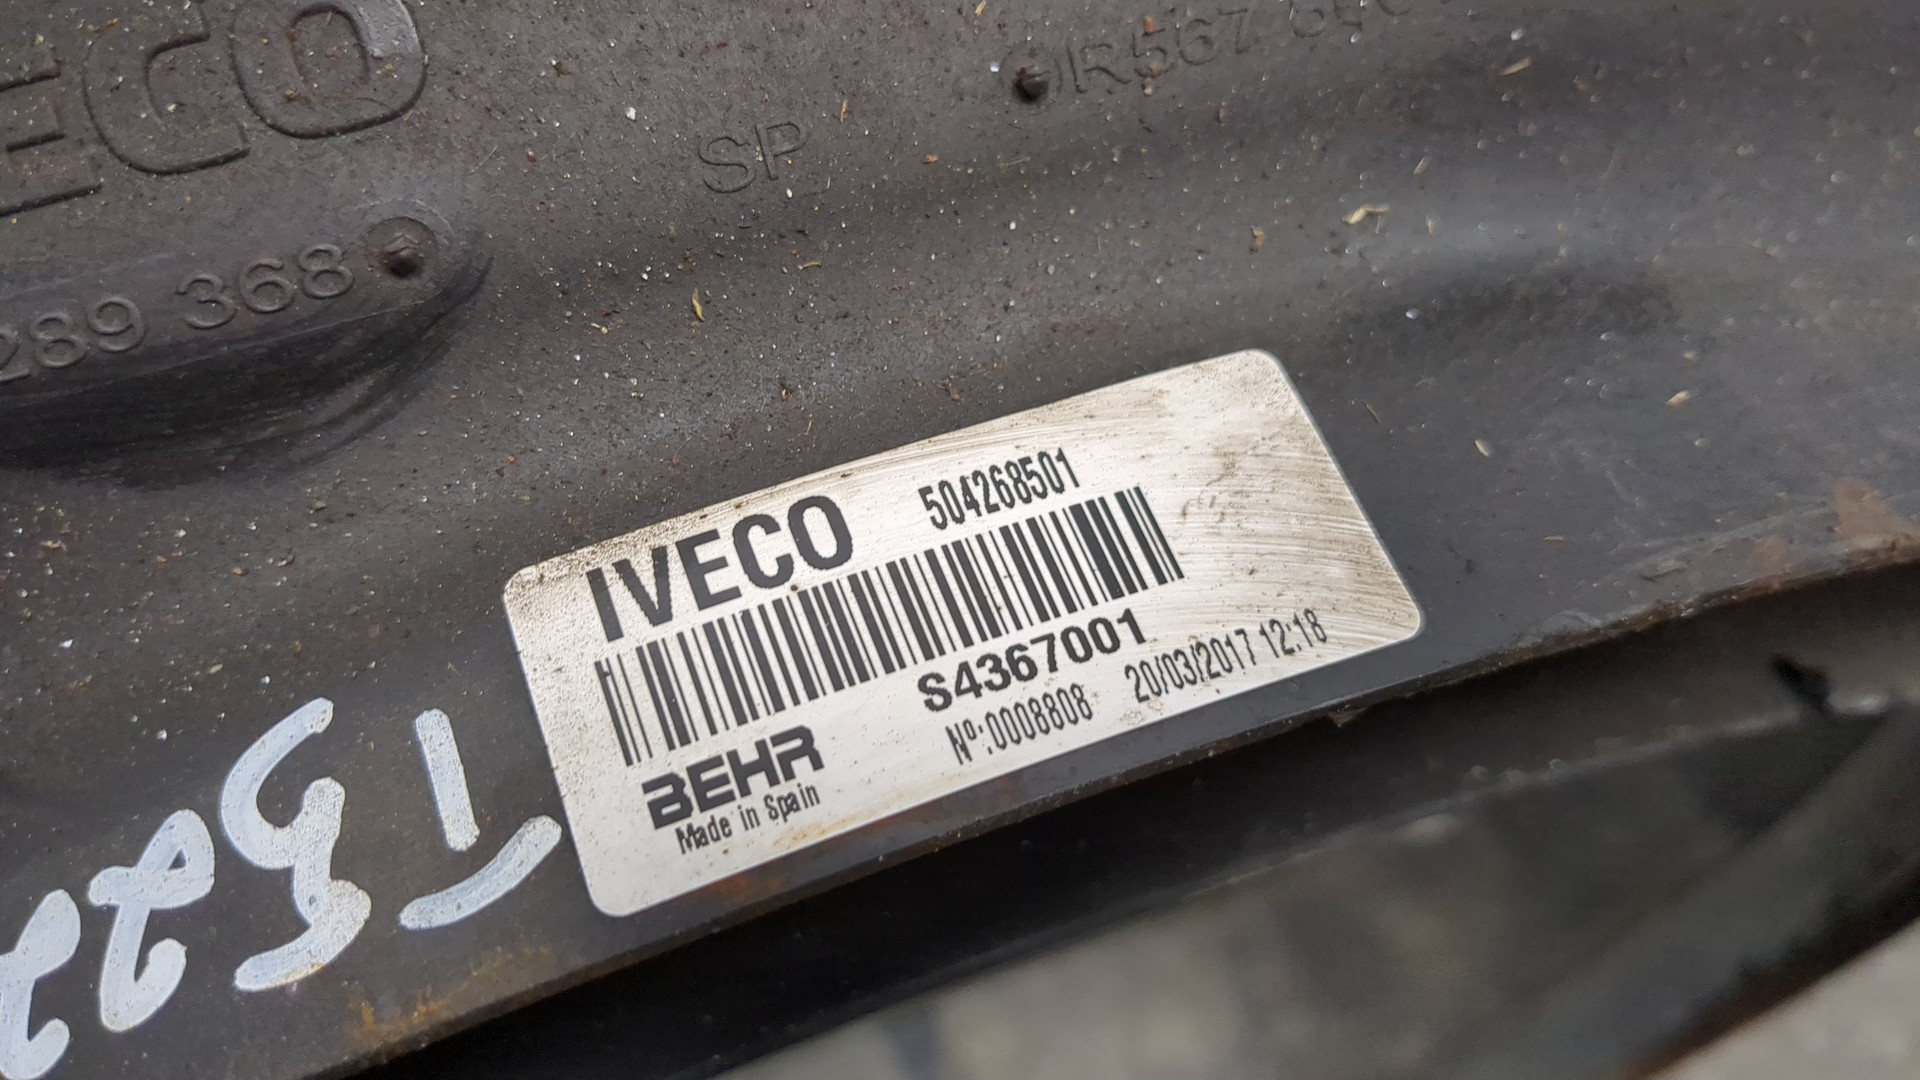 ECO
SP
289 368
IVECO 504268501
S4367001
BEHR
Nº:0008808 20/03/2017 12:18
Made in Spain